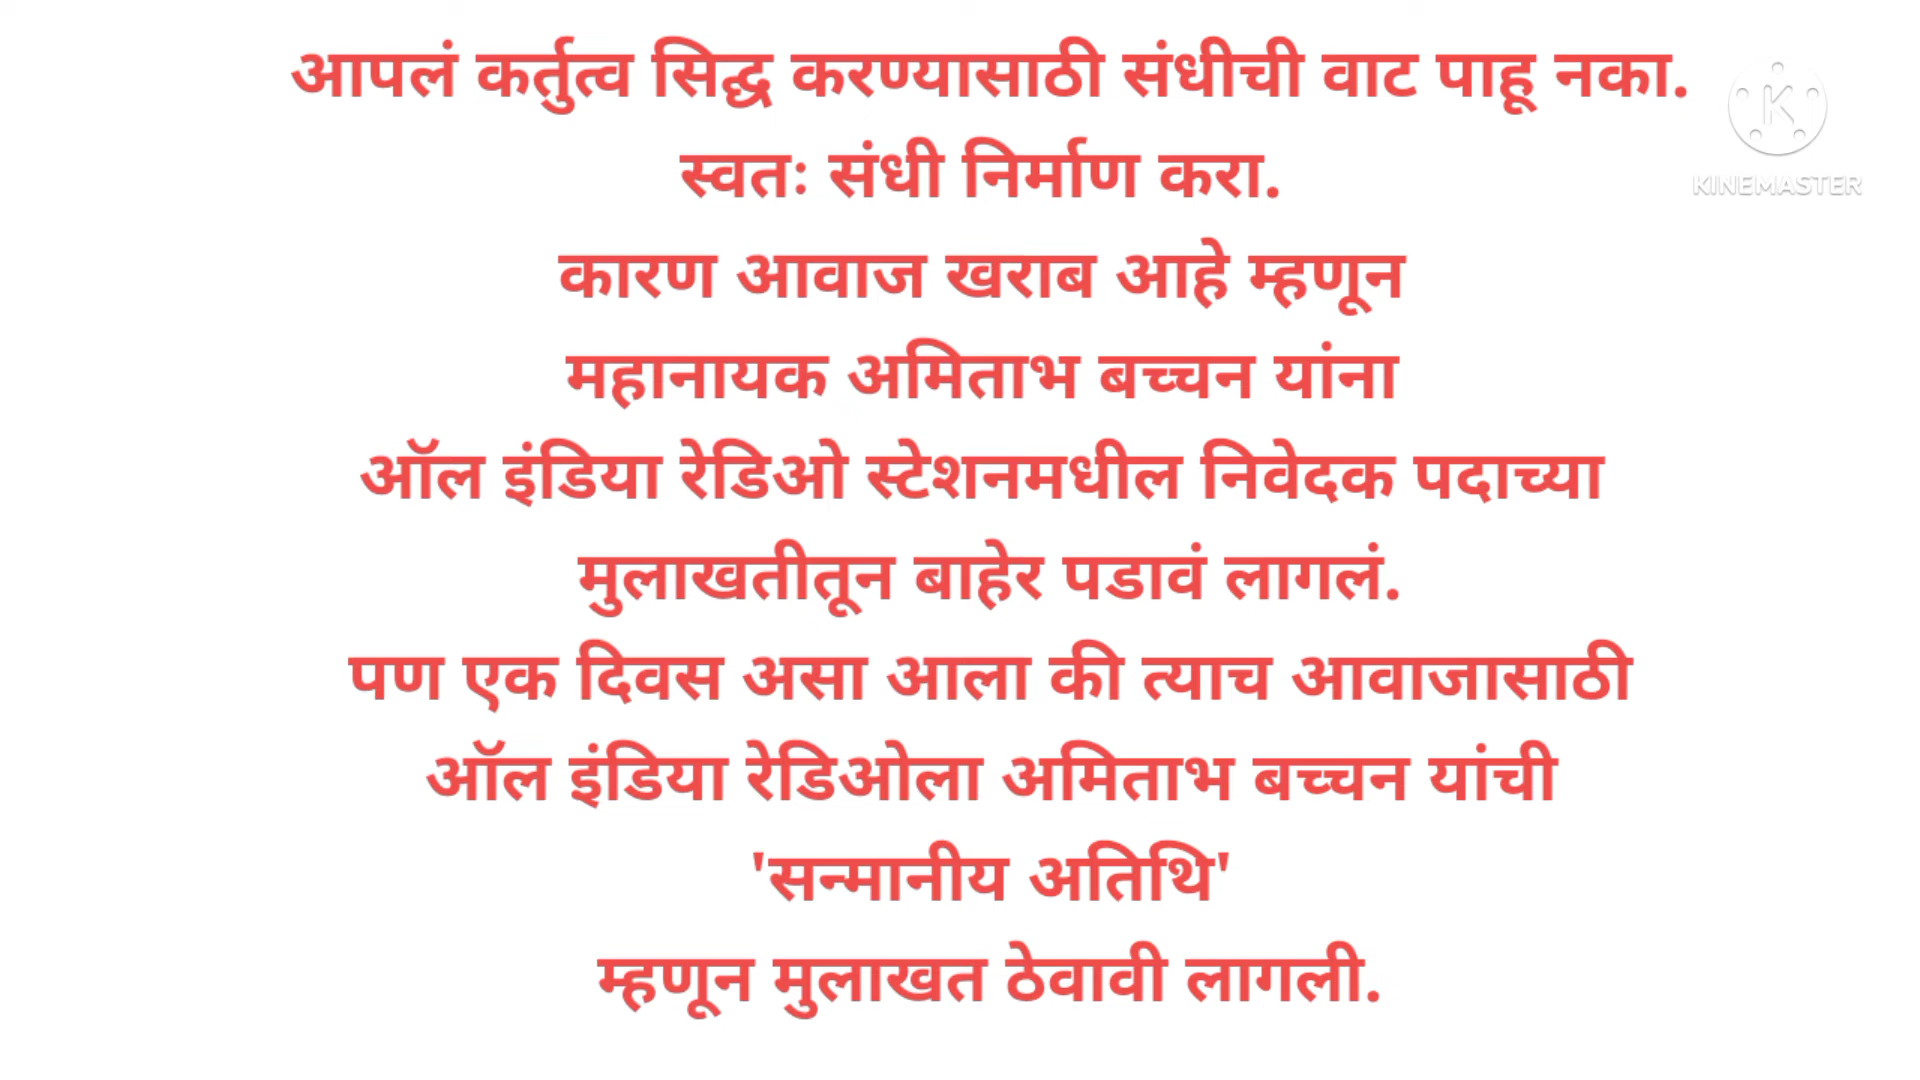 आपलं कर्तुत्व सिद्ध करण्यासाठी संधीची वाट पाहू नका.
स्वतः संधी निर्माण करा.
कारण आवाज खराब आहे म्हणून
महानायक अमिताभ बच्चन यांना
ऑल इंडिया रेडिओ स्टेशनमधील निवेदक पदाच्या
मुलाखतीतून बाहेर पडावं लागलं.
पण एक दिवस असा आला की त्याच आवाजासाठी
ऑल इंडिया रेडिओला अमिताभ बच्चन यांची
'सन्मानीय अतिथि'
म्हणून मुलाखत ठेवावी लागली.
K
KINEMASTER